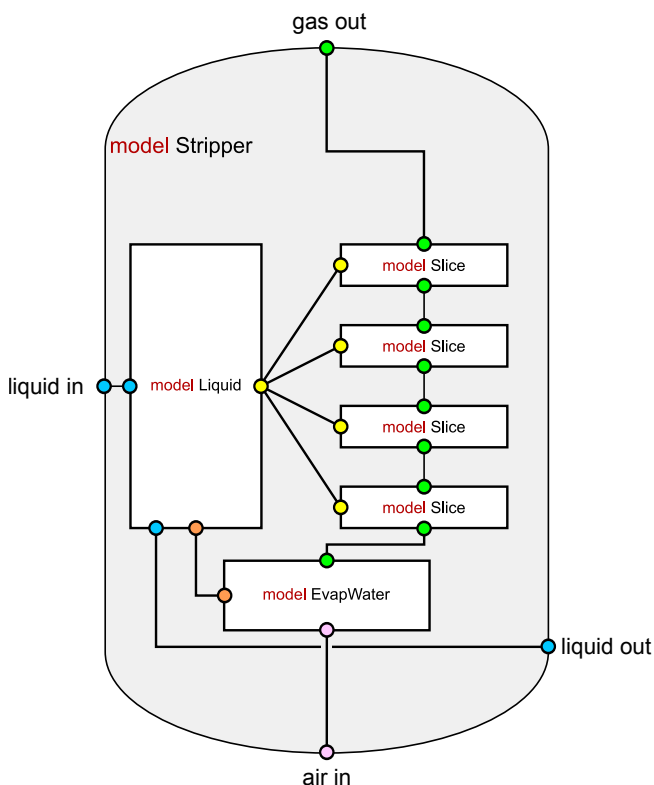 gas out
model Stripper
model Slice
model Slice
liquid in
model Liquid
model Slice
model Slice
model EvapWater
liquid out
air in